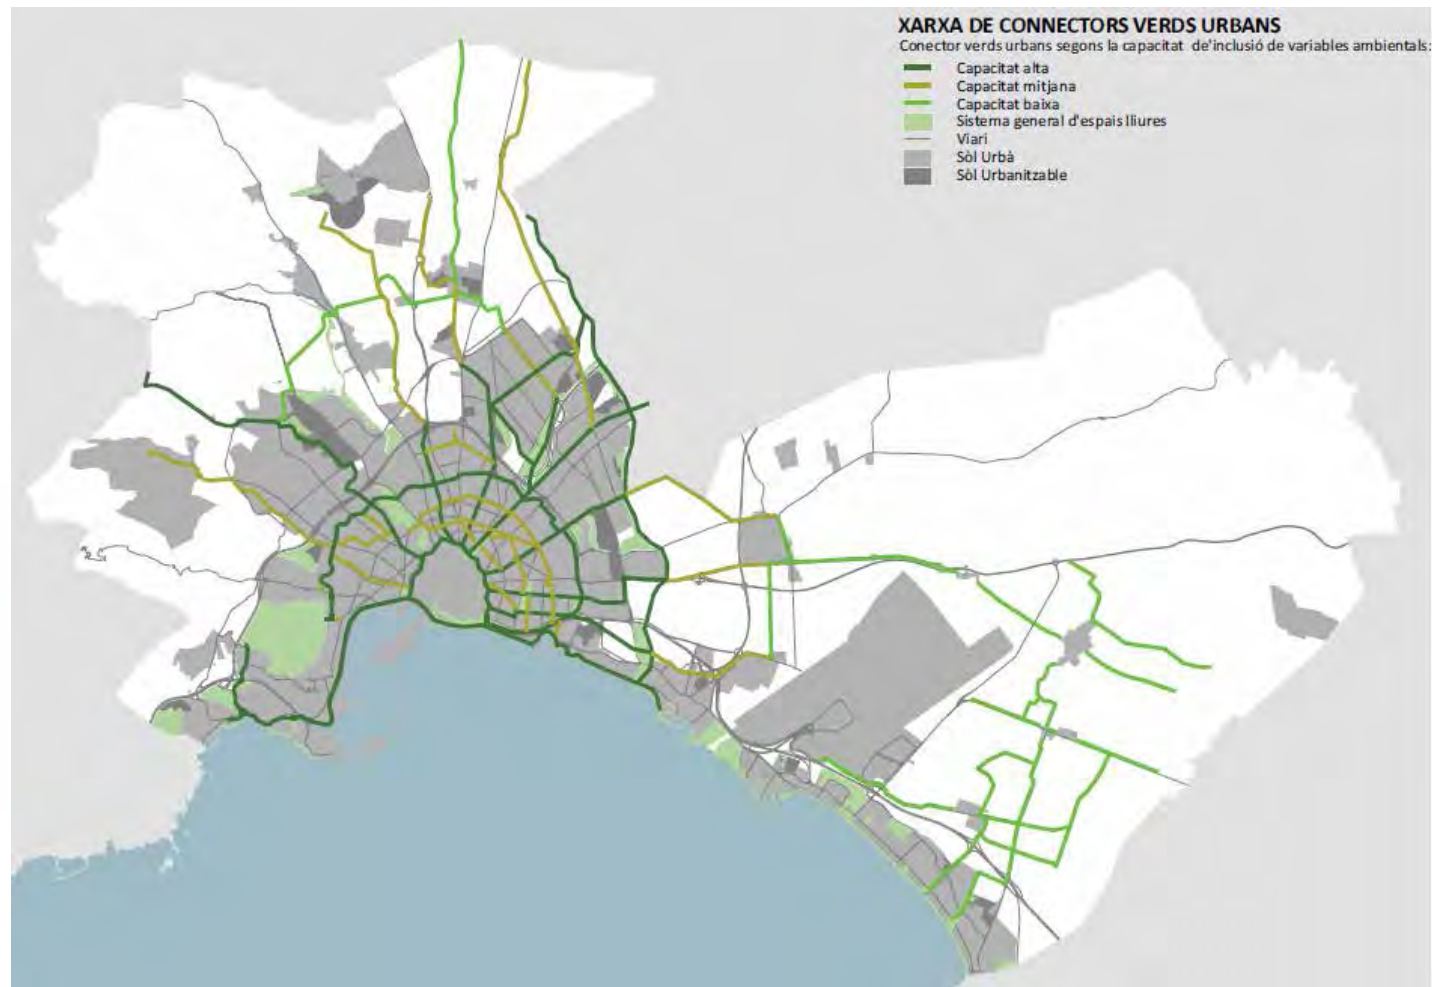 XARXA DE CONNECTORS VERDS URBANS
Conector verds urbans segons la capacitat de'inclusió de variables ambientals:
Capacitat alta
Capacitat mitjana
Capacitat baixa
Sistema general d'espais lliures
Viari
Sòl Urbà
Sòl Urbanitzable